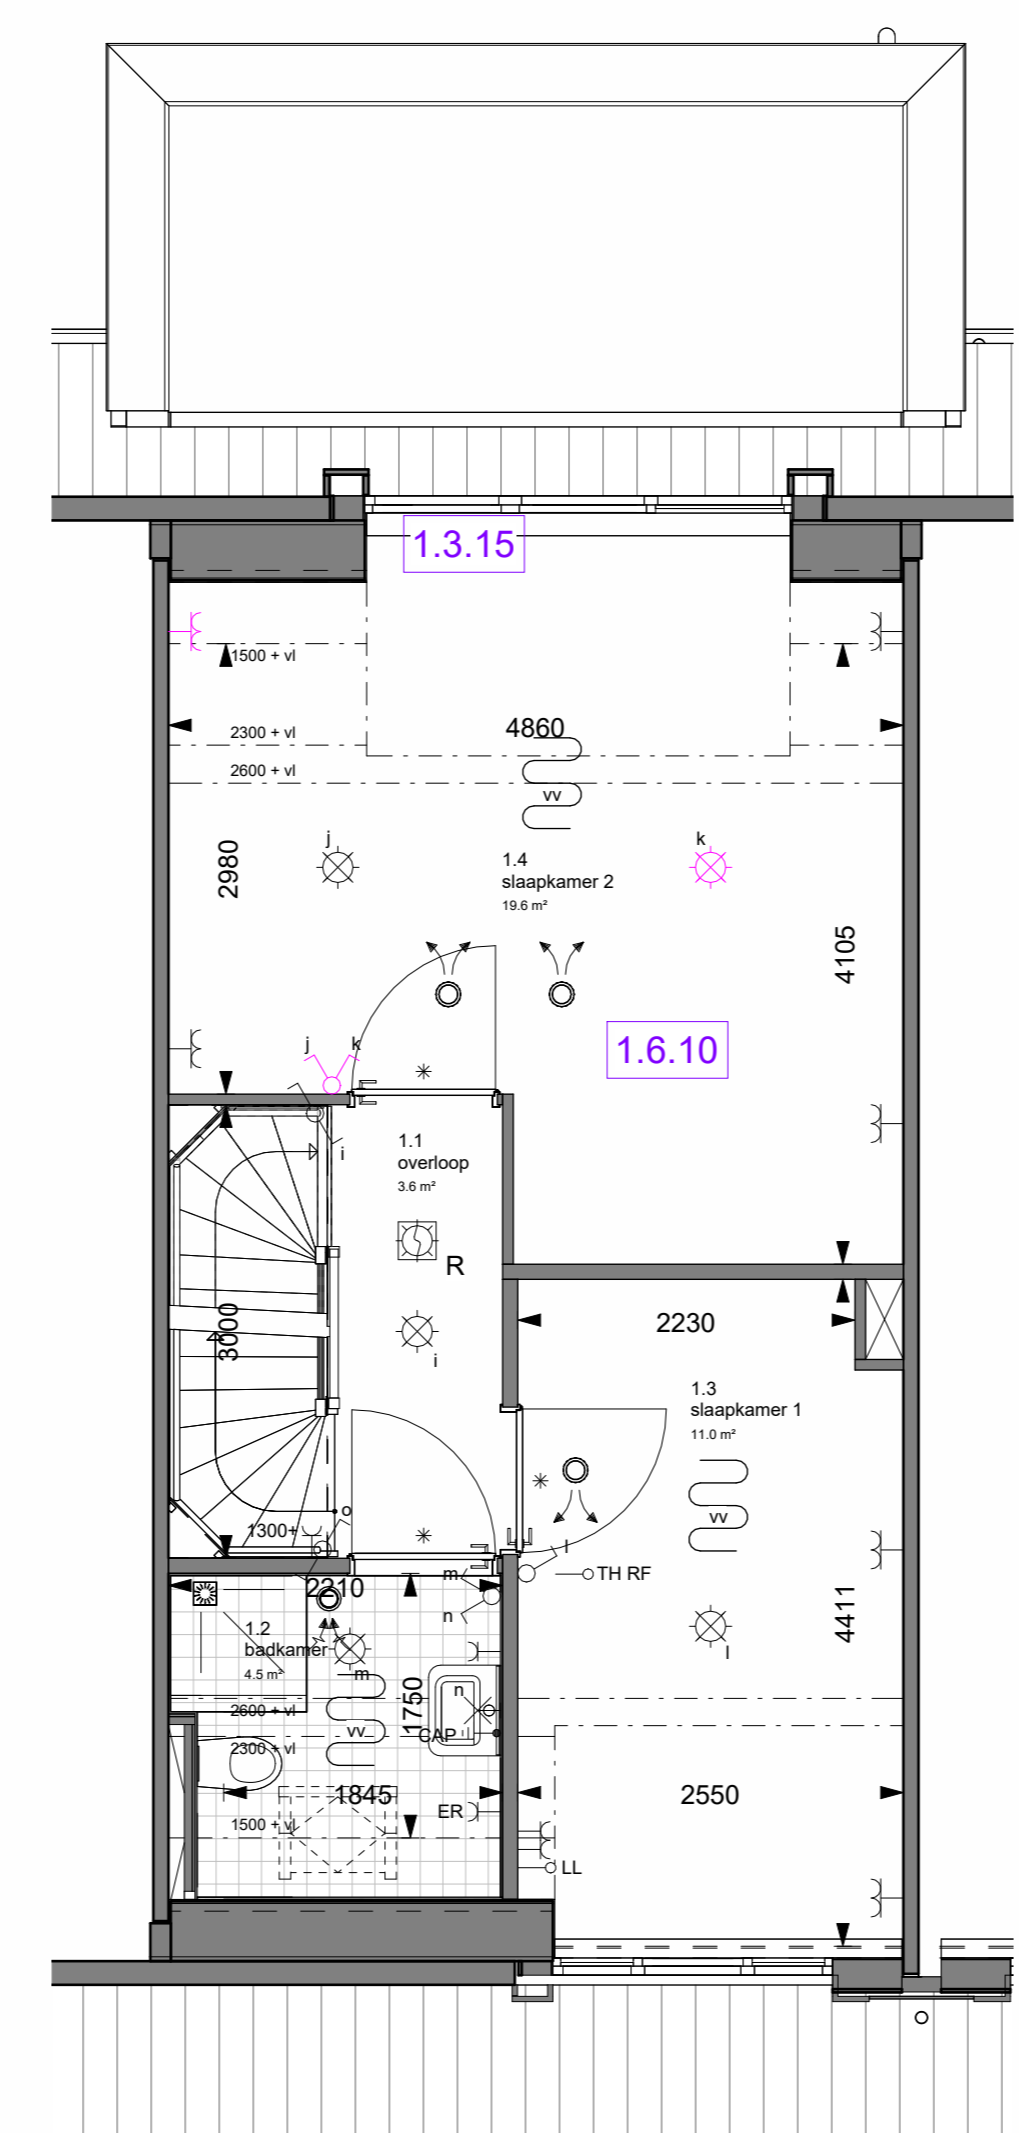 1.3.15
1500 + vl
2300 + vl
4860
2600 + vl
vv
j
k
2980
1.4
slaapkamer 2
19.6 m²
4105
1.6.10
j
k
1.1
overloop
3.6 m²
i
R
i
3000
2230
1.3
slaapkamer 1
11.0 m²
vv
1300+
o
l
TH RF
m
n
2210
1.2
badkamer
4.5 m²
m
4411
l
1750
n
2600 + vl
vv
CAP
2300 + vl
1845
2550
ER
1500 + vl
LL